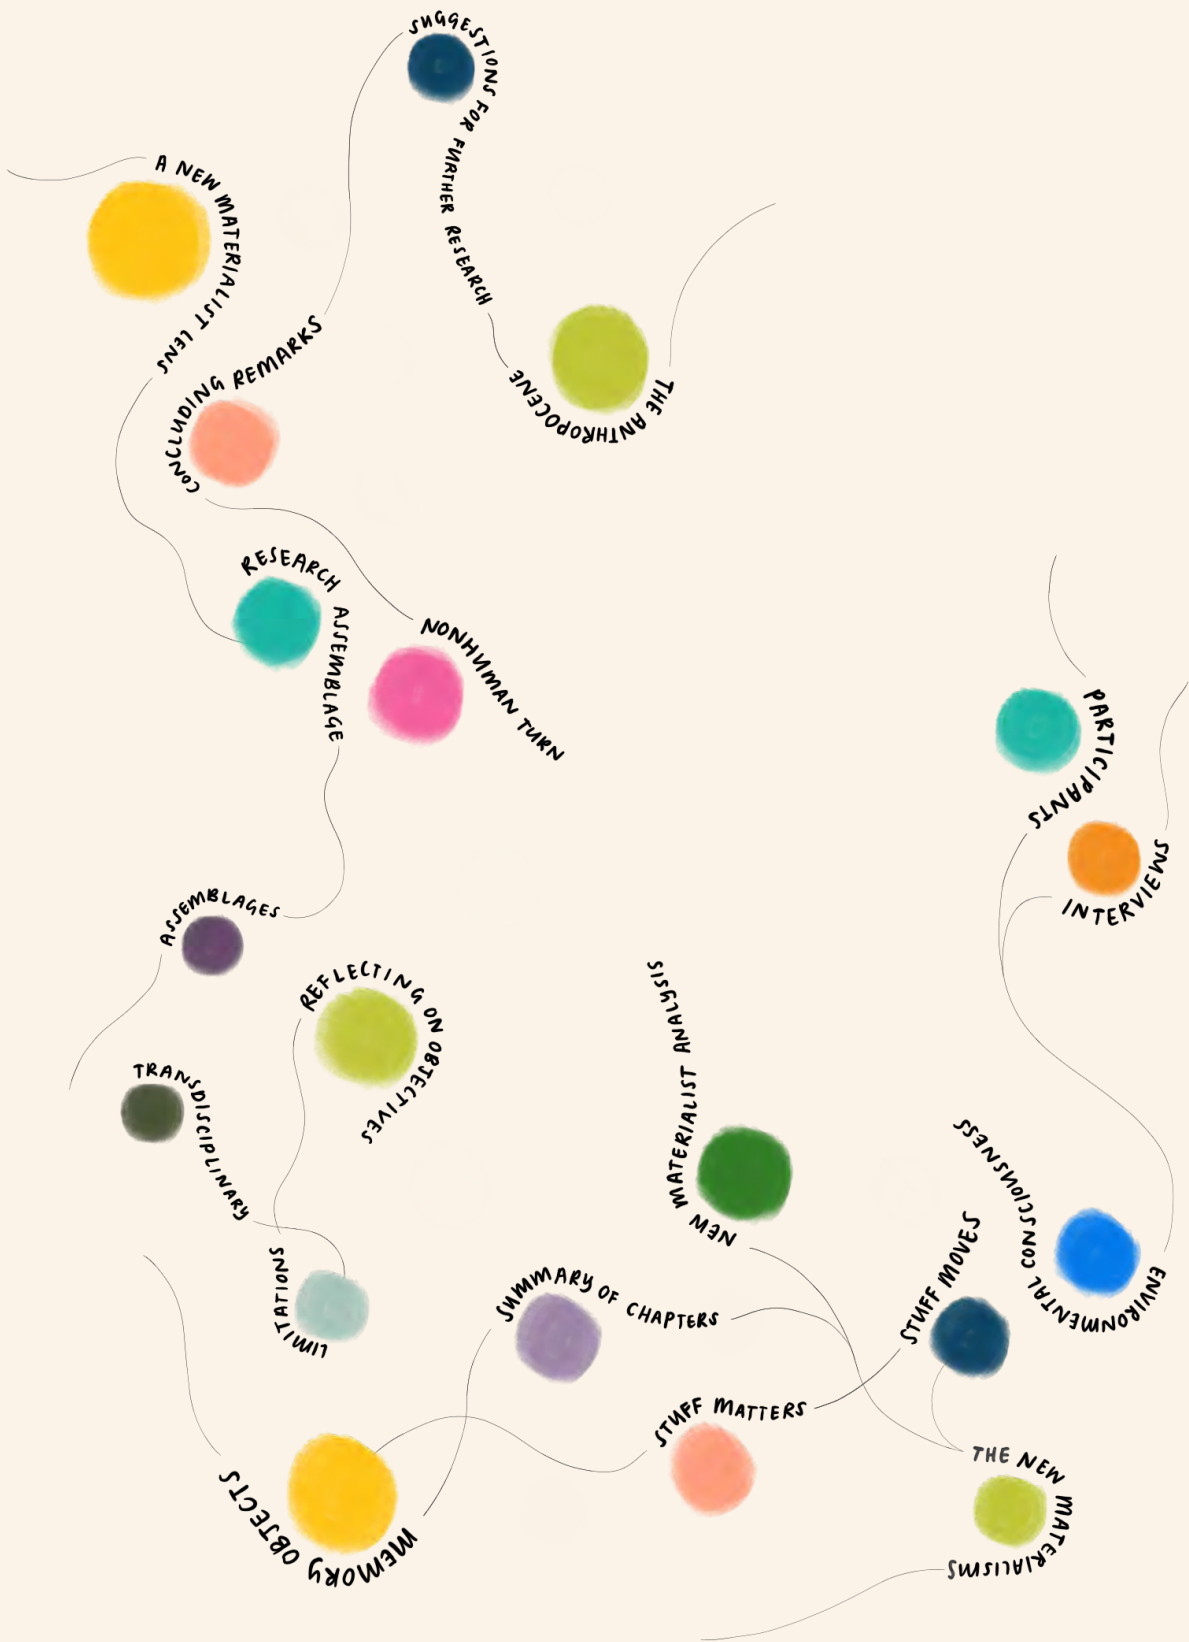 SUGGESTIONS FOR FURTHER RESEARCH
A NEW MATERIALIST LENS
CONCLUDING REMARKS
THE ANTHROPOCENE
RESEARCH ASSEMBLAGE
NONHUMAN TURN
PARTICIPANTS
INTERVIEWS
ASSEMBLAGES
REFLECTING ON OBJECTIVES
NEW MATERIALIST ANALYSIS
TRANSDISCIPLINARY
ENVIRONMENTAL CONSCIOUSNESS
LIMITATIONS
SUMMARY OF CHAPTERS
STUFF MOVES
STUFF MATTERS
THE NEW MATERIALISMS
MEMORY OBJECTS